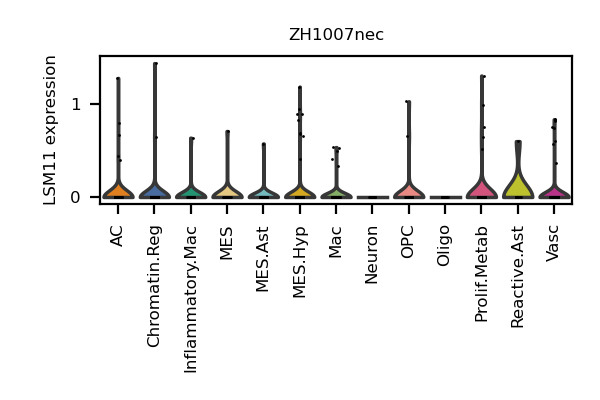 ZH1007nec
LSM11 expression
1
0
AC
Chromatin.Reg
Inflammatory.Mac
MES
MES.Ast
MES.Hyp
Mac
Neuron
OPC
Oligo
Prolif.Metab
Reactive.Ast
Vasc